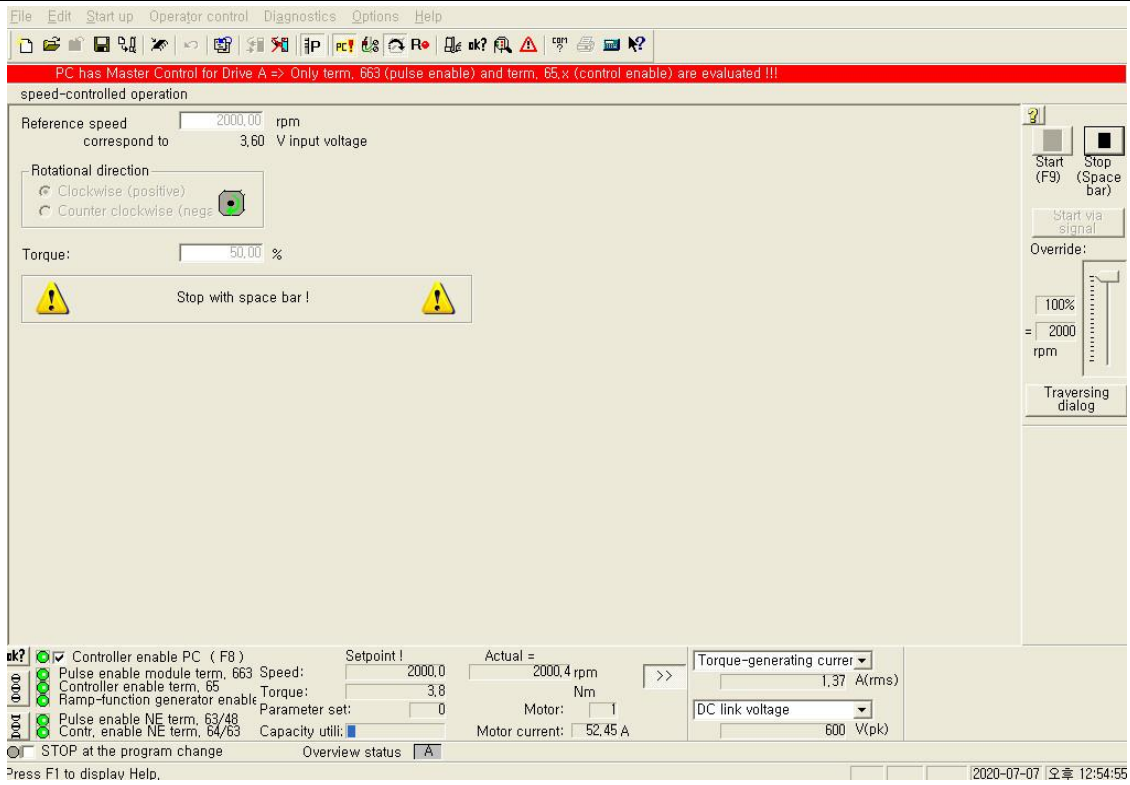 File Edit Start up Operator control Diagnostics Options Help
PC! R● ok? COM?
PC has Master Control for Drive A => Only term, 663 (pulse enable) and term, 65,x (control enable) are evaluated !!!
speed-controlled operation
Reference speed 2000,00 rpm
correspond to 3,60 V input voltage
Rotational direction
Clockwise (positive)
Counter clockwise (nega
Torque: 50,00 %
Stop with space bar !
Start (F9)
Stop (Space bar)
Start via
signal
Override:
100%
= 2000
rpm
Traversing
dialog
ok? Controller enable PC ( F8 ) Setpoint ! Actual =
Pulse enable module term, 663 Speed: 2000,0 2000,4 rpm >>
Controller enable term, 65 Torque: 3,8 Nm
Ramp-function generator enable Parameter set: 0 Motor: 1
Pulse enable NE term, 63/48
Contr, enable NE term, 64/63 Capacity utili: Motor current: 52,45 A
Torque-generating currer
1,37 A(rms)
DC link voltage
600 V(pk)
STOP at the program change Overview status A
Press F1 to display Help, 2020-07-07 오후 12:54:55